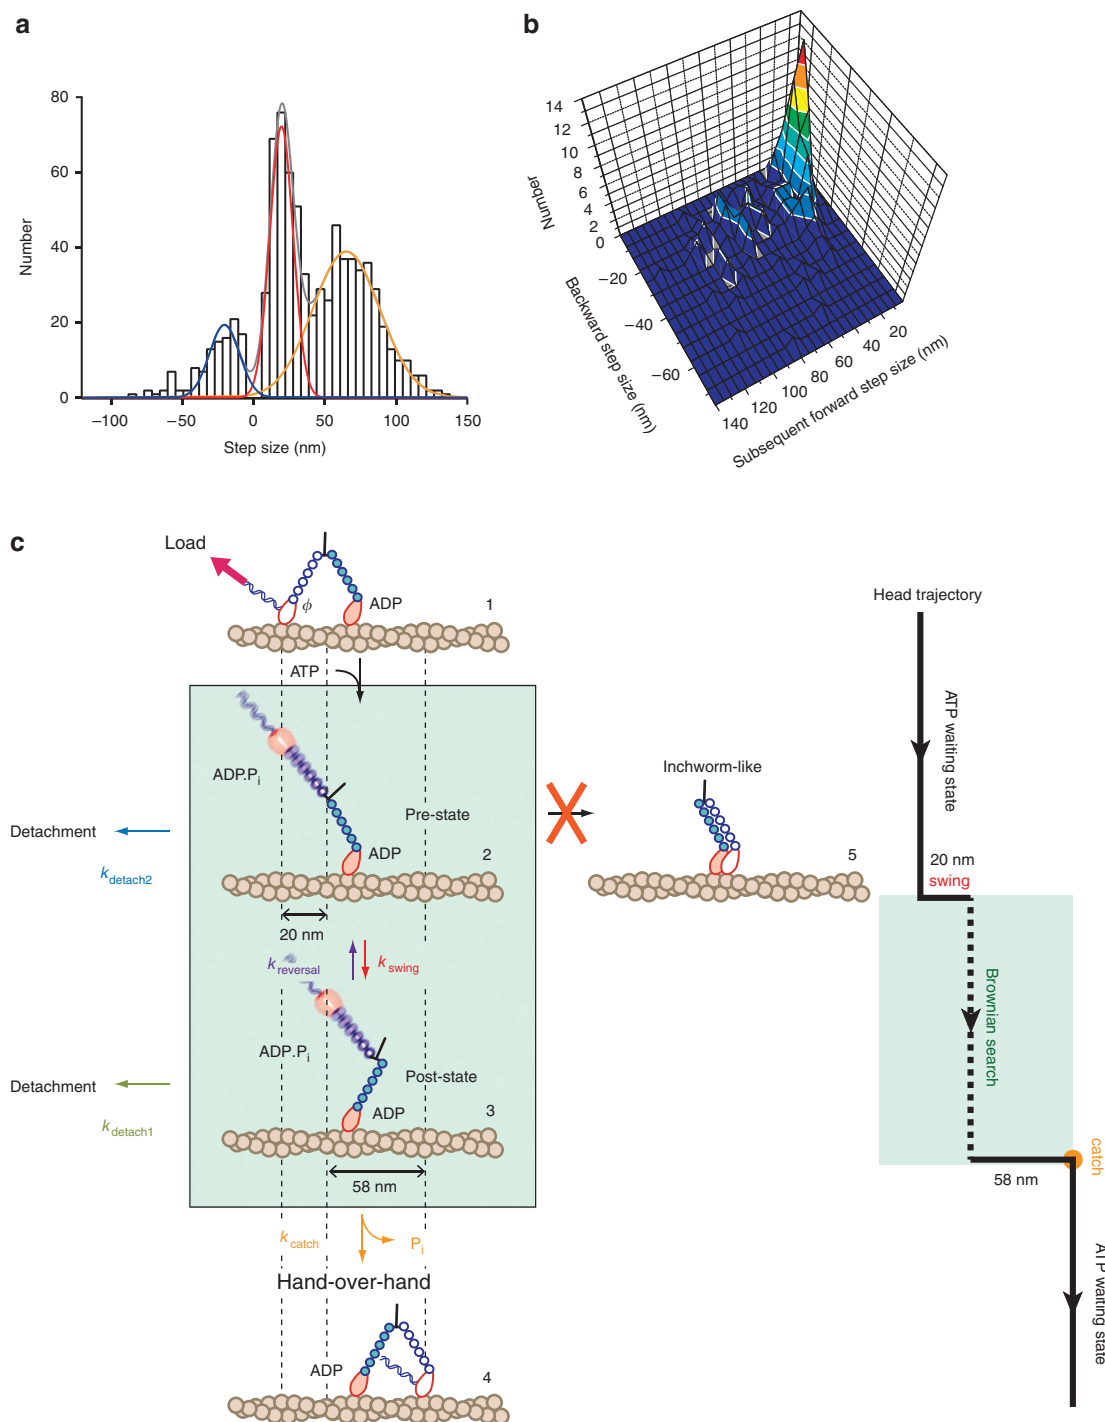 a
80
60
40
20
0
Number
−100
−50
0
50
100
150
Step size (nm)
b
14
12
10
8
6
4
2
0
Number
−20
−40
−60
Backward step size (nm)
140
120
100
80
60
40
20
Subsequent forward step size (nm)
c
Load
ϕ
ADP
1
ATP
ADP.Pi
Pre-state
ADP
2
Detachment
kdetach2
20 nm
kreversal
kswing
ADP.Pi
Post-state
ADP
3
Detachment
kdetach1
58 nm
kcatch
Pi
Hand-over-hand
ADP
4
Inchworm-like
5
Head trajectory
ATP waiting state
20 nm
swing
Brownian search
catch
58 nm
ATP waiting state